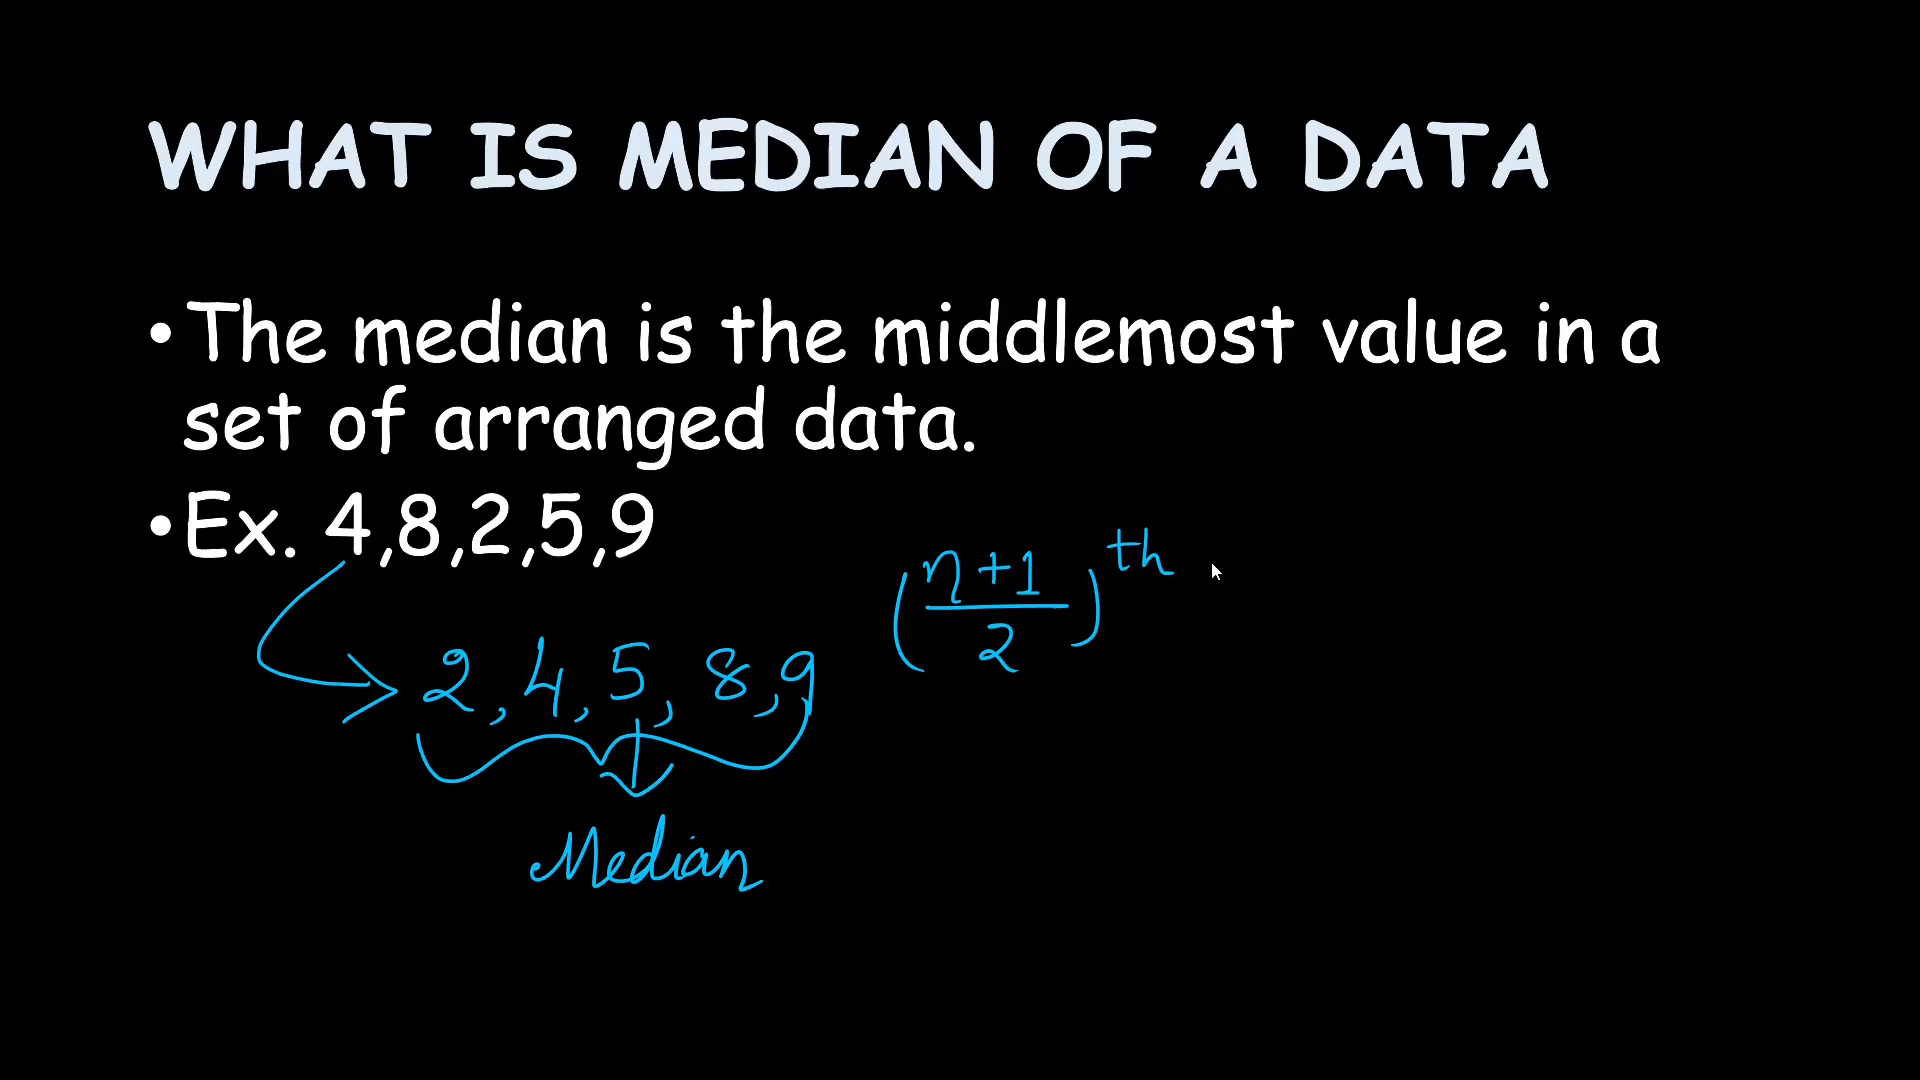 WHAT IS MEDIAN OF A DATA
• The median is the middlemost value in a
set of arranged data.
• Ex. 4,8,2,5,9
(n+1/2)th
2, 4, 5, 8, 9
Median